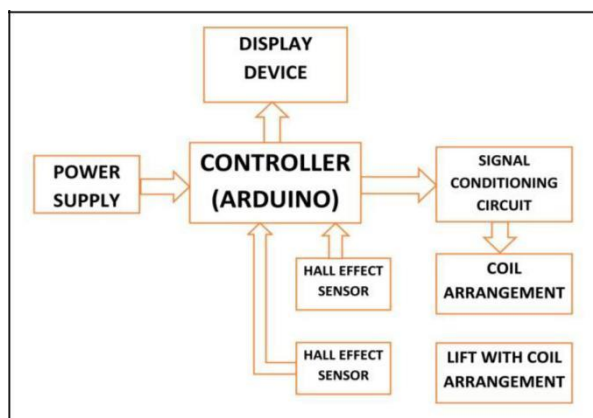 DISPLAY
DEVICE
POWER
SUPPLY
CONTROLLER
(ARDUINO)
SIGNAL
CONDITIONING
CIRCUIT
HALL EFFECT
SENSOR
COIL
ARRANGEMENT
HALL EFFECT
SENSOR
LIFT WITH COIL
ARRANGEMENT